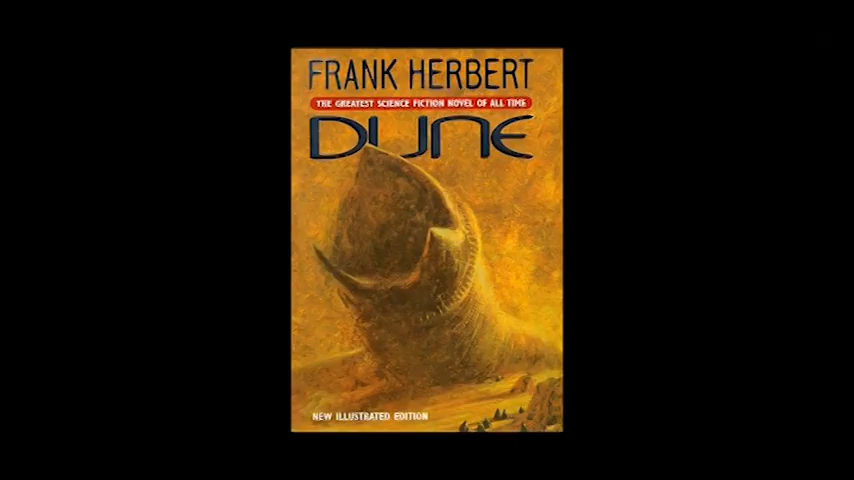 FRANK HERBERT
THE GREATEST SCIENCE FICTION NOVEL OF ALL TIME
DUNE
NEW ILLUSTRATED EDITION